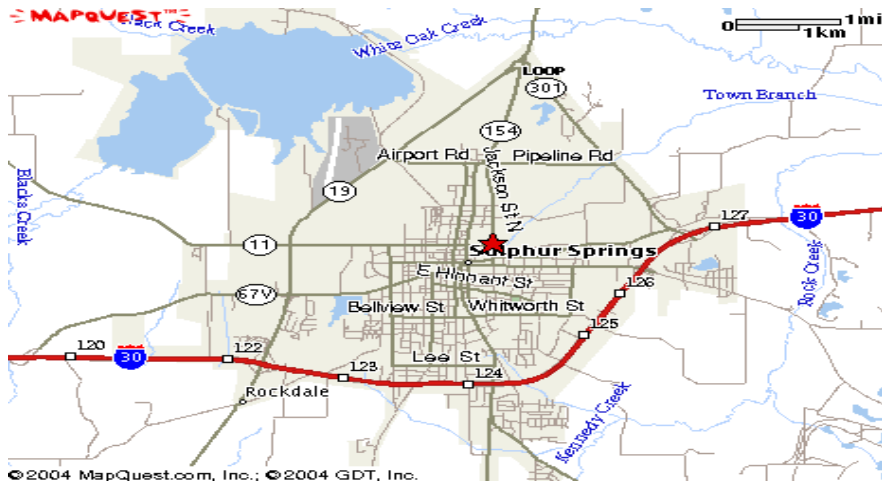 MAPQUEST
1mi
0
1km
Creek
White Oak Creek
LOOP
301
Town Branch
154
Airport Rd
Pipeline Rd
Jackson St N
Blacks Creek
19
127
30
11
Sulphur Springs
E Hinnant St
Rock Creek
126
67V
Bellview St
Whitworth St
125
120
30
122
Lee St
123
124
Rockdale
Kennedy Creek
©2004 MapQuest.com, Inc.; ©2004 GDT, Inc.